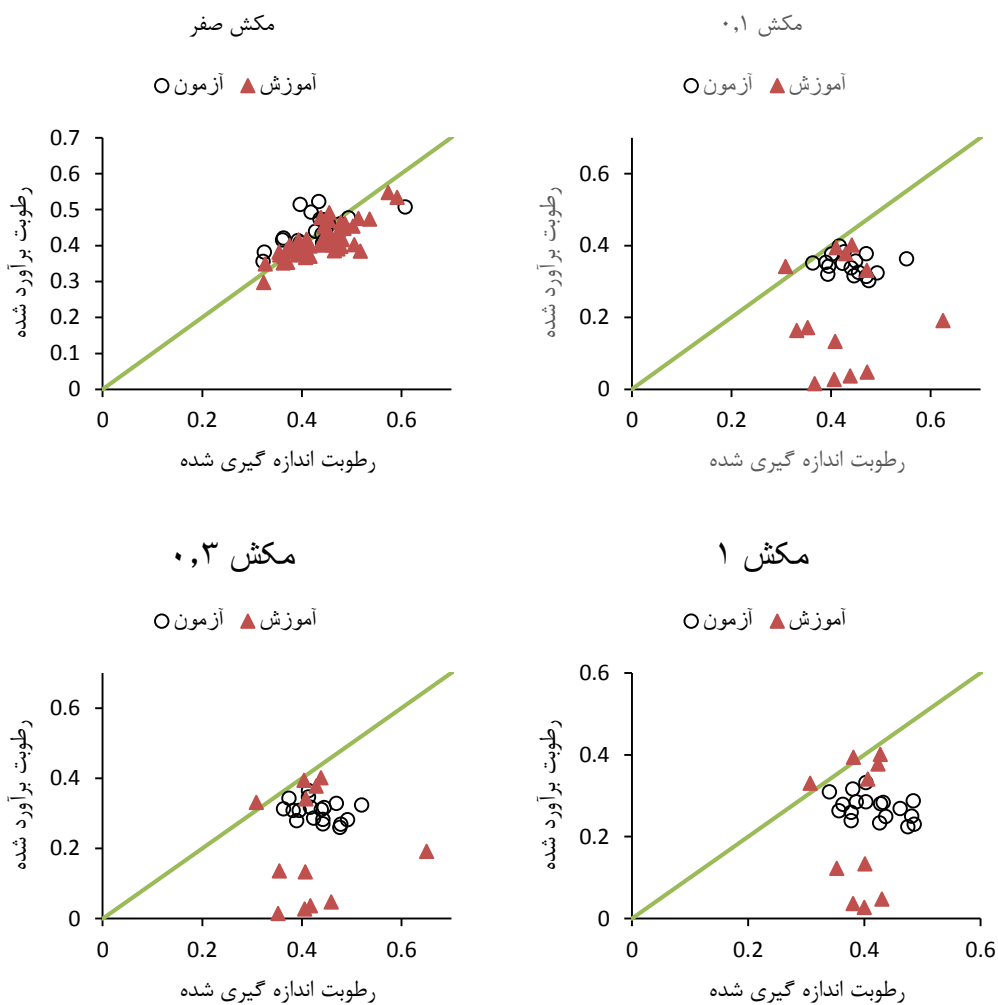 مکش صفر
آزمون آموزش
0.7
0.6
0.5
0.4
0.3
0.2
0.1
0
0 0.2 0.4 0.6
رطوبت برآورد شده
رطوبت اندازه گیری شده
مکش ۰,۱
آزمون آموزش
0.6
0.4
0.2
0
0 0.2 0.4 0.6
رطوبت برآورد شده
رطوبت اندازه گیری شده
مکش ۰,۳
آزمون آموزش
0.6
0.4
0.2
0
0 0.2 0.4 0.6
رطوبت برآورد شده
رطوبت اندازه گیری شده
مکش ۱
آزمون آموزش
0.6
0.4
0.2
0
0 0.2 0.4 0.6
رطوبت برآورد شده
رطوبت اندازه گیری شده